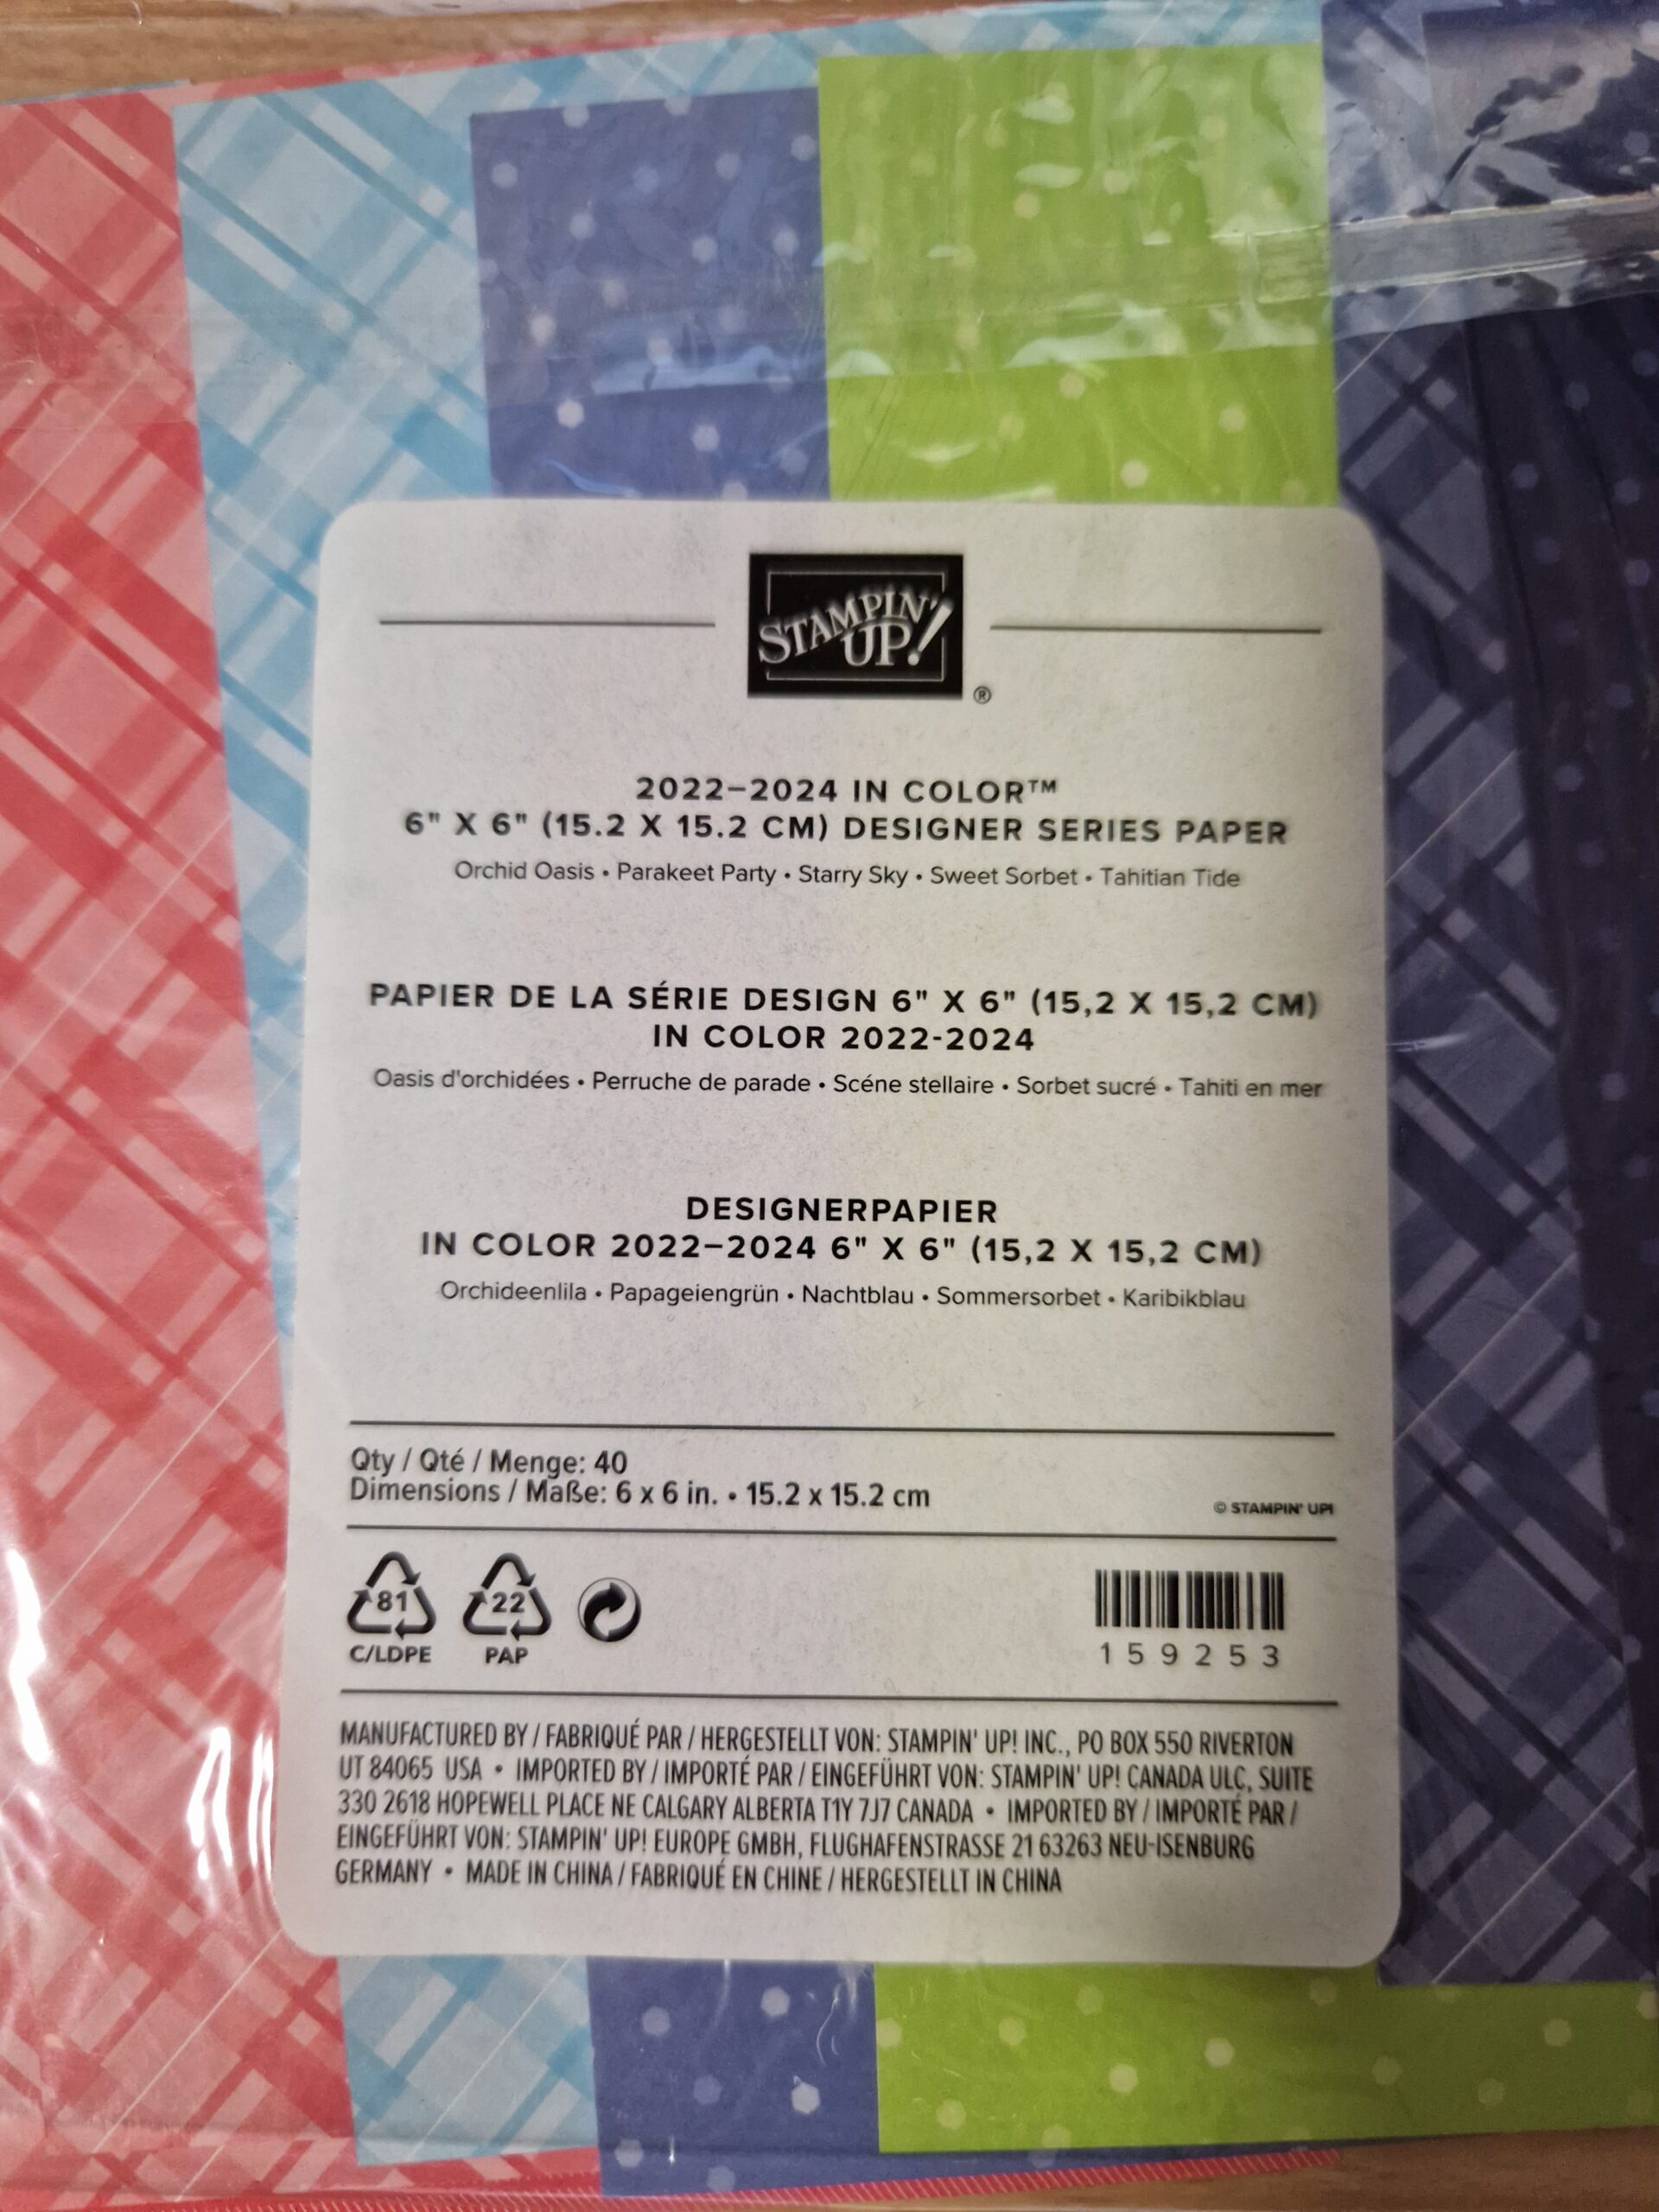 STAMPIN' UP!
®
2022–2024 IN COLOR™
6" X 6" (15.2 X 15.2 CM) DESIGNER SERIES PAPER
Orchid Oasis • Parakeet Party • Starry Sky • Sweet Sorbet • Tahitian Tide
PAPIER DE LA SÉRIE DESIGN 6" X 6" (15,2 X 15,2 CM)
IN COLOR 2022-2024
Oasis d'orchidées • Perruche de parade • Scéne stellaire • Sorbet sucré • Tahiti en mer
DESIGNERPAPIER
IN COLOR 2022–2024 6" X 6" (15,2 X 15,2 CM)
Orchideenlila • Papageiengrün • Nachtblau • Sommersorbet • Karibikblau
Qty / Qté / Menge: 40
Dimensions / Maße: 6 x 6 in. • 15.2 x 15.2 cm
© STAMPIN' UP!
81 22
C/LDPE PAP
159253
MANUFACTURED BY / FABRIQUÉ PAR / HERGESTELLT VON: STAMPIN' UP! INC., PO BOX 550 RIVERTON
UT 84065 USA • IMPORTED BY / IMPORTÉ PAR / EINGEFÜHRT VON: STAMPIN' UP! CANADA ULC, SUITE
330 2618 HOPEWELL PLACE NE CALGARY ALBERTA T1Y 7J7 CANADA • IMPORTED BY / IMPORTÉ PAR /
EINGEFÜHRT VON: STAMPIN' UP! EUROPE GMBH, FLUGHAFENSTRASSE 21 63263 NEU-ISENBURG
GERMANY • MADE IN CHINA / FABRIQUÉ EN CHINE / HERGESTELLT IN CHINA